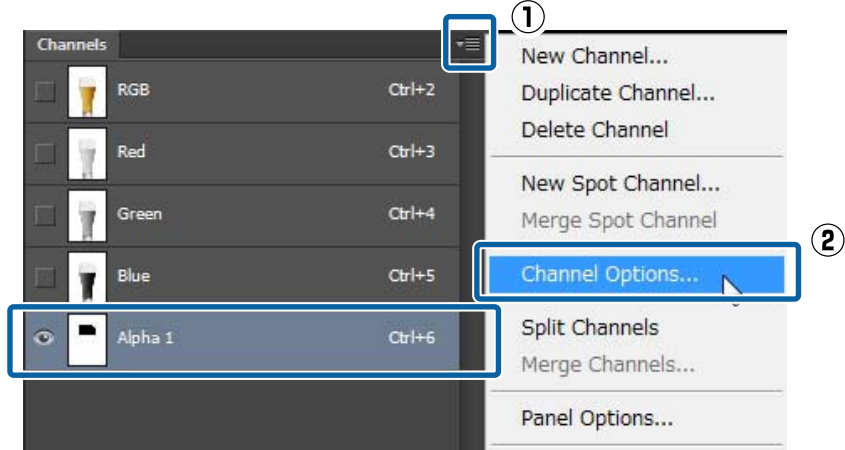 ①
Channels
RGB Ctrl+2
Red Ctrl+3
Green Ctrl+4
Blue Ctrl+5
Alpha 1 Ctrl+6
New Channel...
Duplicate Channel...
Delete Channel
New Spot Channel...
Merge Spot Channel
②
Channel Options...
Split Channels
Merge Channels...
Panel Options...